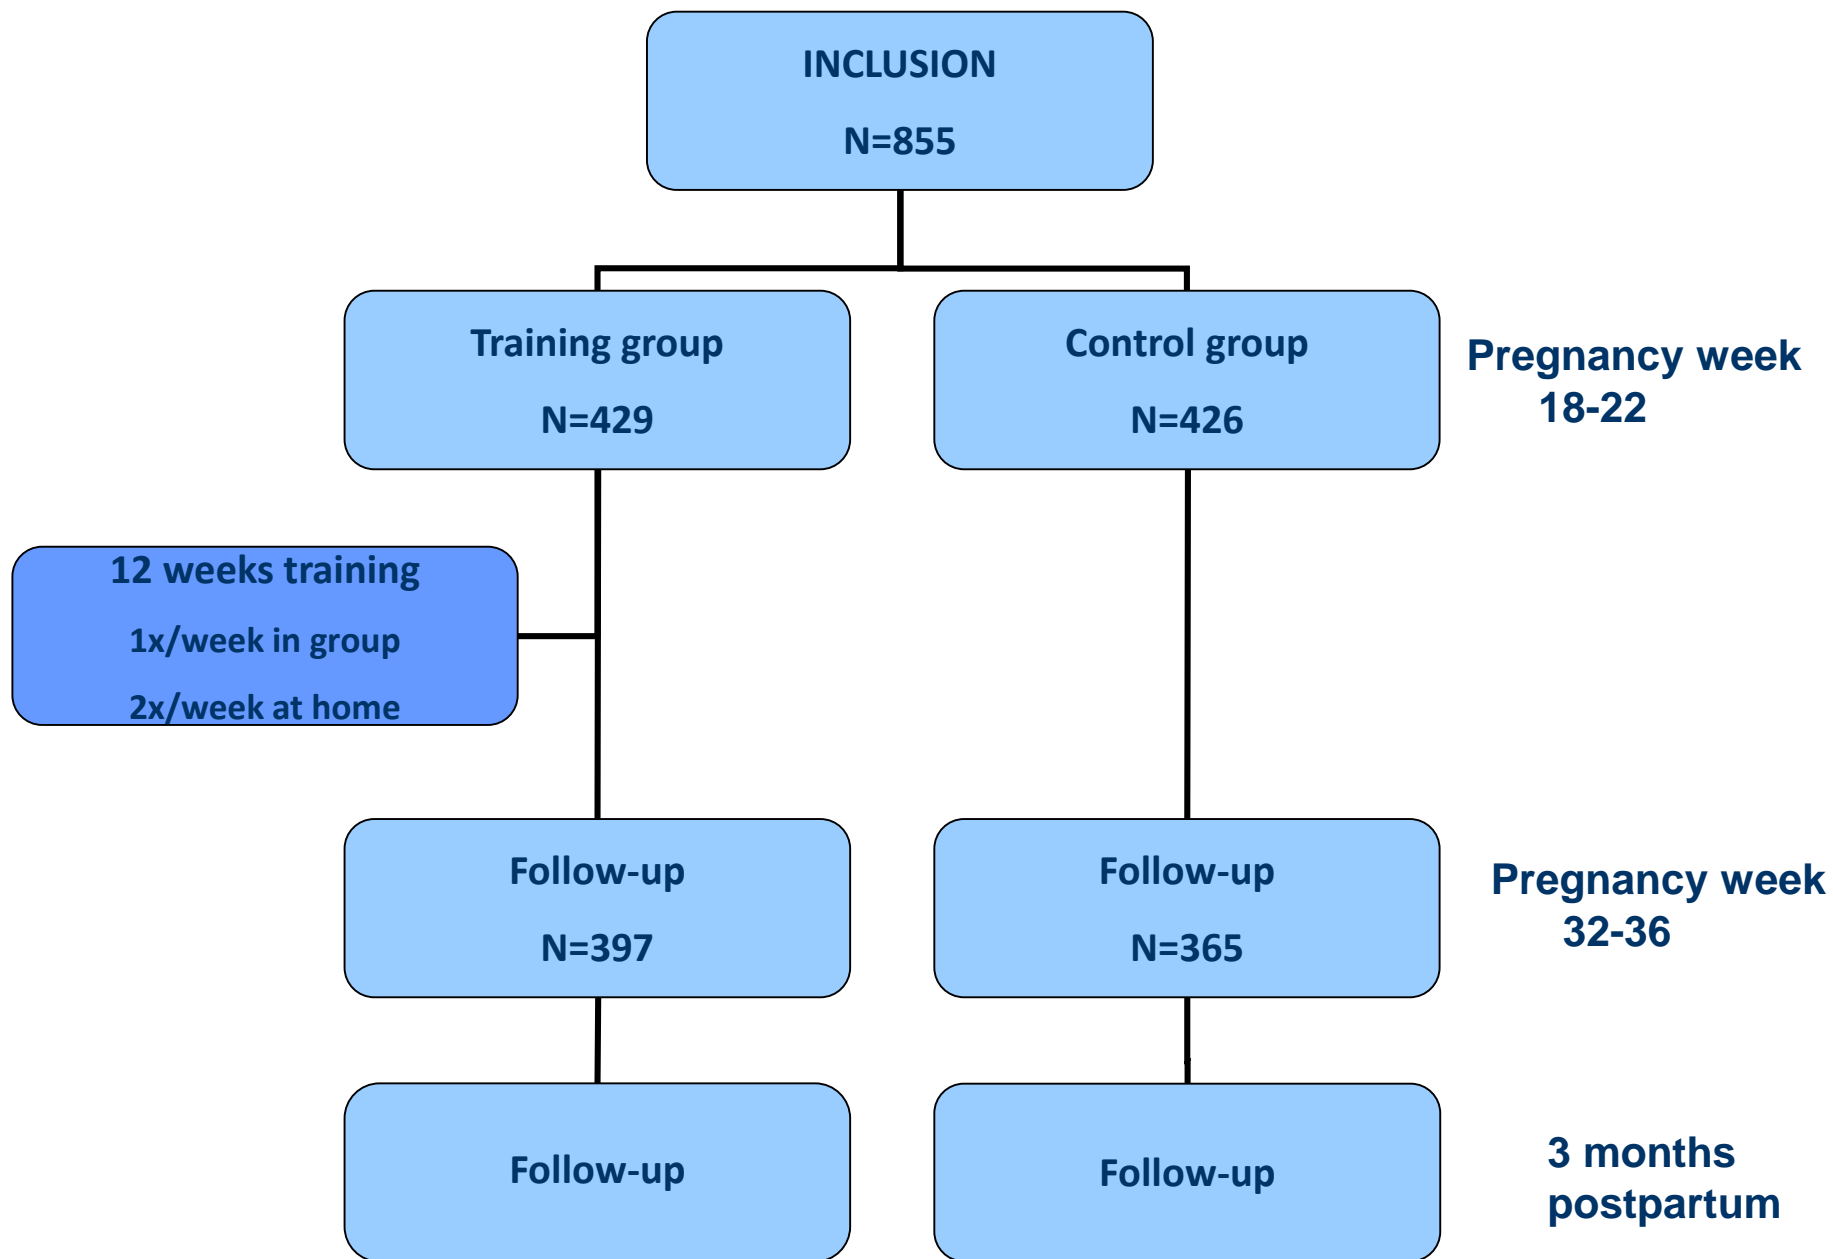 INCLUSION
N=855
Training group
N=429
Control group
N=426
Pregnancy week
18-22
12 weeks training
1x/week in group
2x/week at home
Follow-up
N=397
Follow-up
N=365
Pregnancy week
32-36
Follow-up
Follow-up
3 months
postpartum